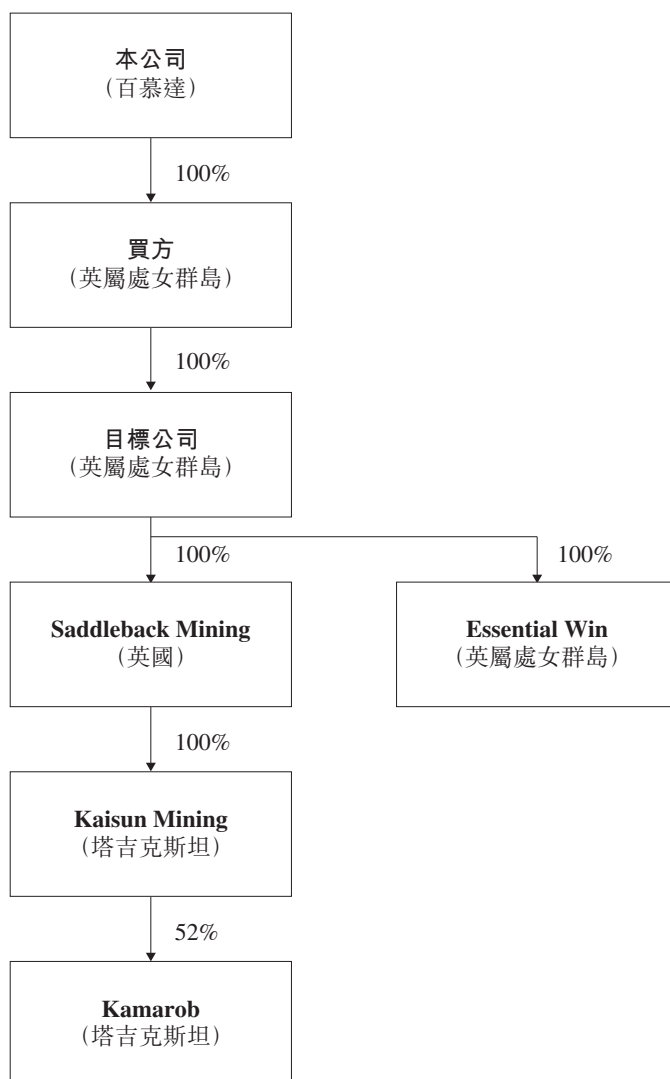 本公司
（百慕達）
100%
買方
（英屬處女群島）
100%
目標公司
（英屬處女群島）
100%
100%
Saddleback Mining
（英國）
Essential Win
（英屬處女群島）
100%
Kaisun Mining
（塔吉克斯坦）
52%
Kamarob
（塔吉克斯坦）